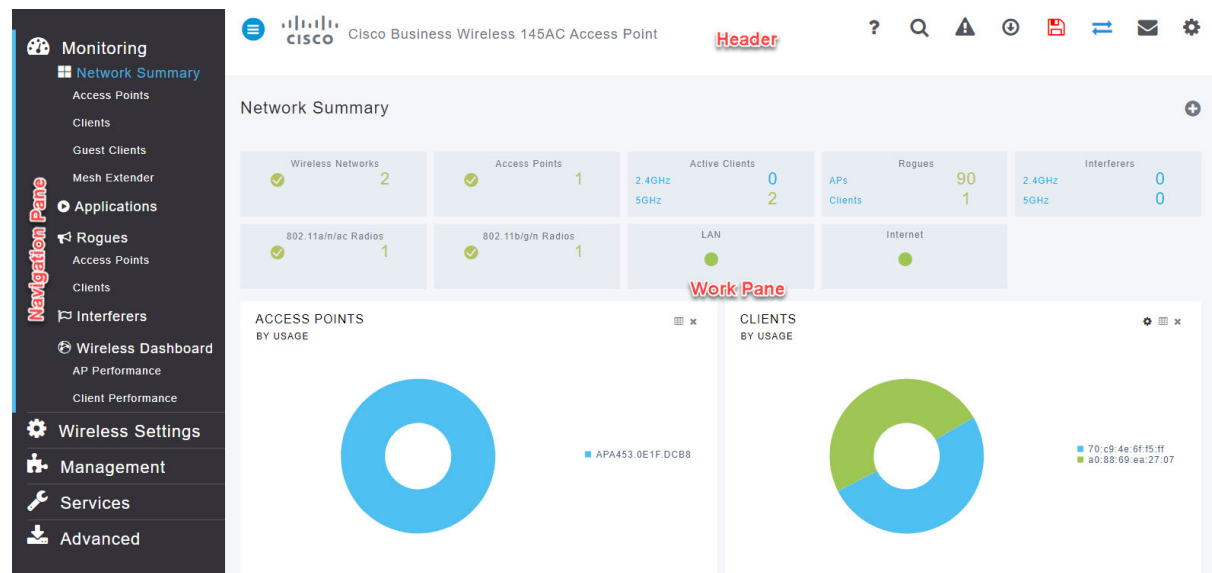 Monitoring
Network Summary
Access Points
Clients
Guest Clients
Mesh Extender
Applications
Rogues
Access Points
Clients
Interferers
Wireless Dashboard
AP Performance
Client Performance
Wireless Settings
Management
Services
Advanced
Navigation Pane
CISCO
Cisco Business Wireless 145AC Access Point
Header
?
Network Summary
Wireless Networks
2
Access Points
1
Active Clients
2.4GHz 0
5GHz 2
Rogues
APs 90
Clients 1
Interferers
2.4GHz 0
5GHz 0
802.11a/n/ac Radios
1
802.11b/g/n Radios
1
LAN
Internet
Work Pane
ACCESS POINTS
BY USAGE
APA453.0E1F.DCB8
CLIENTS
BY USAGE
70:c9:4e:6f:f5:ff
a0:88:69:ea:27:07